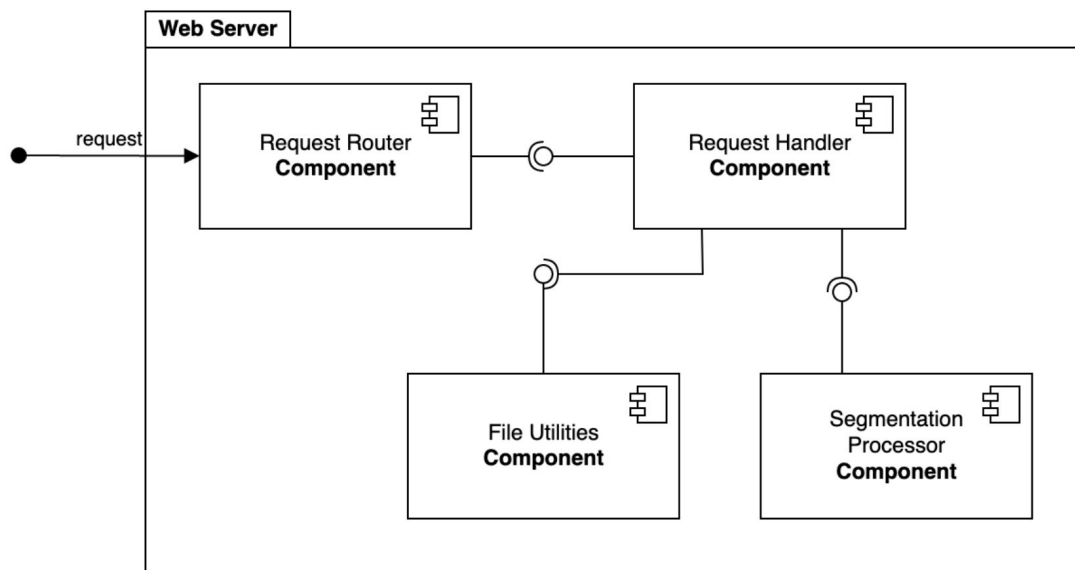 Web Server
request
Request Router
Component
Request Handler
Component
File Utilities
Component
Segmentation
Processor
Component